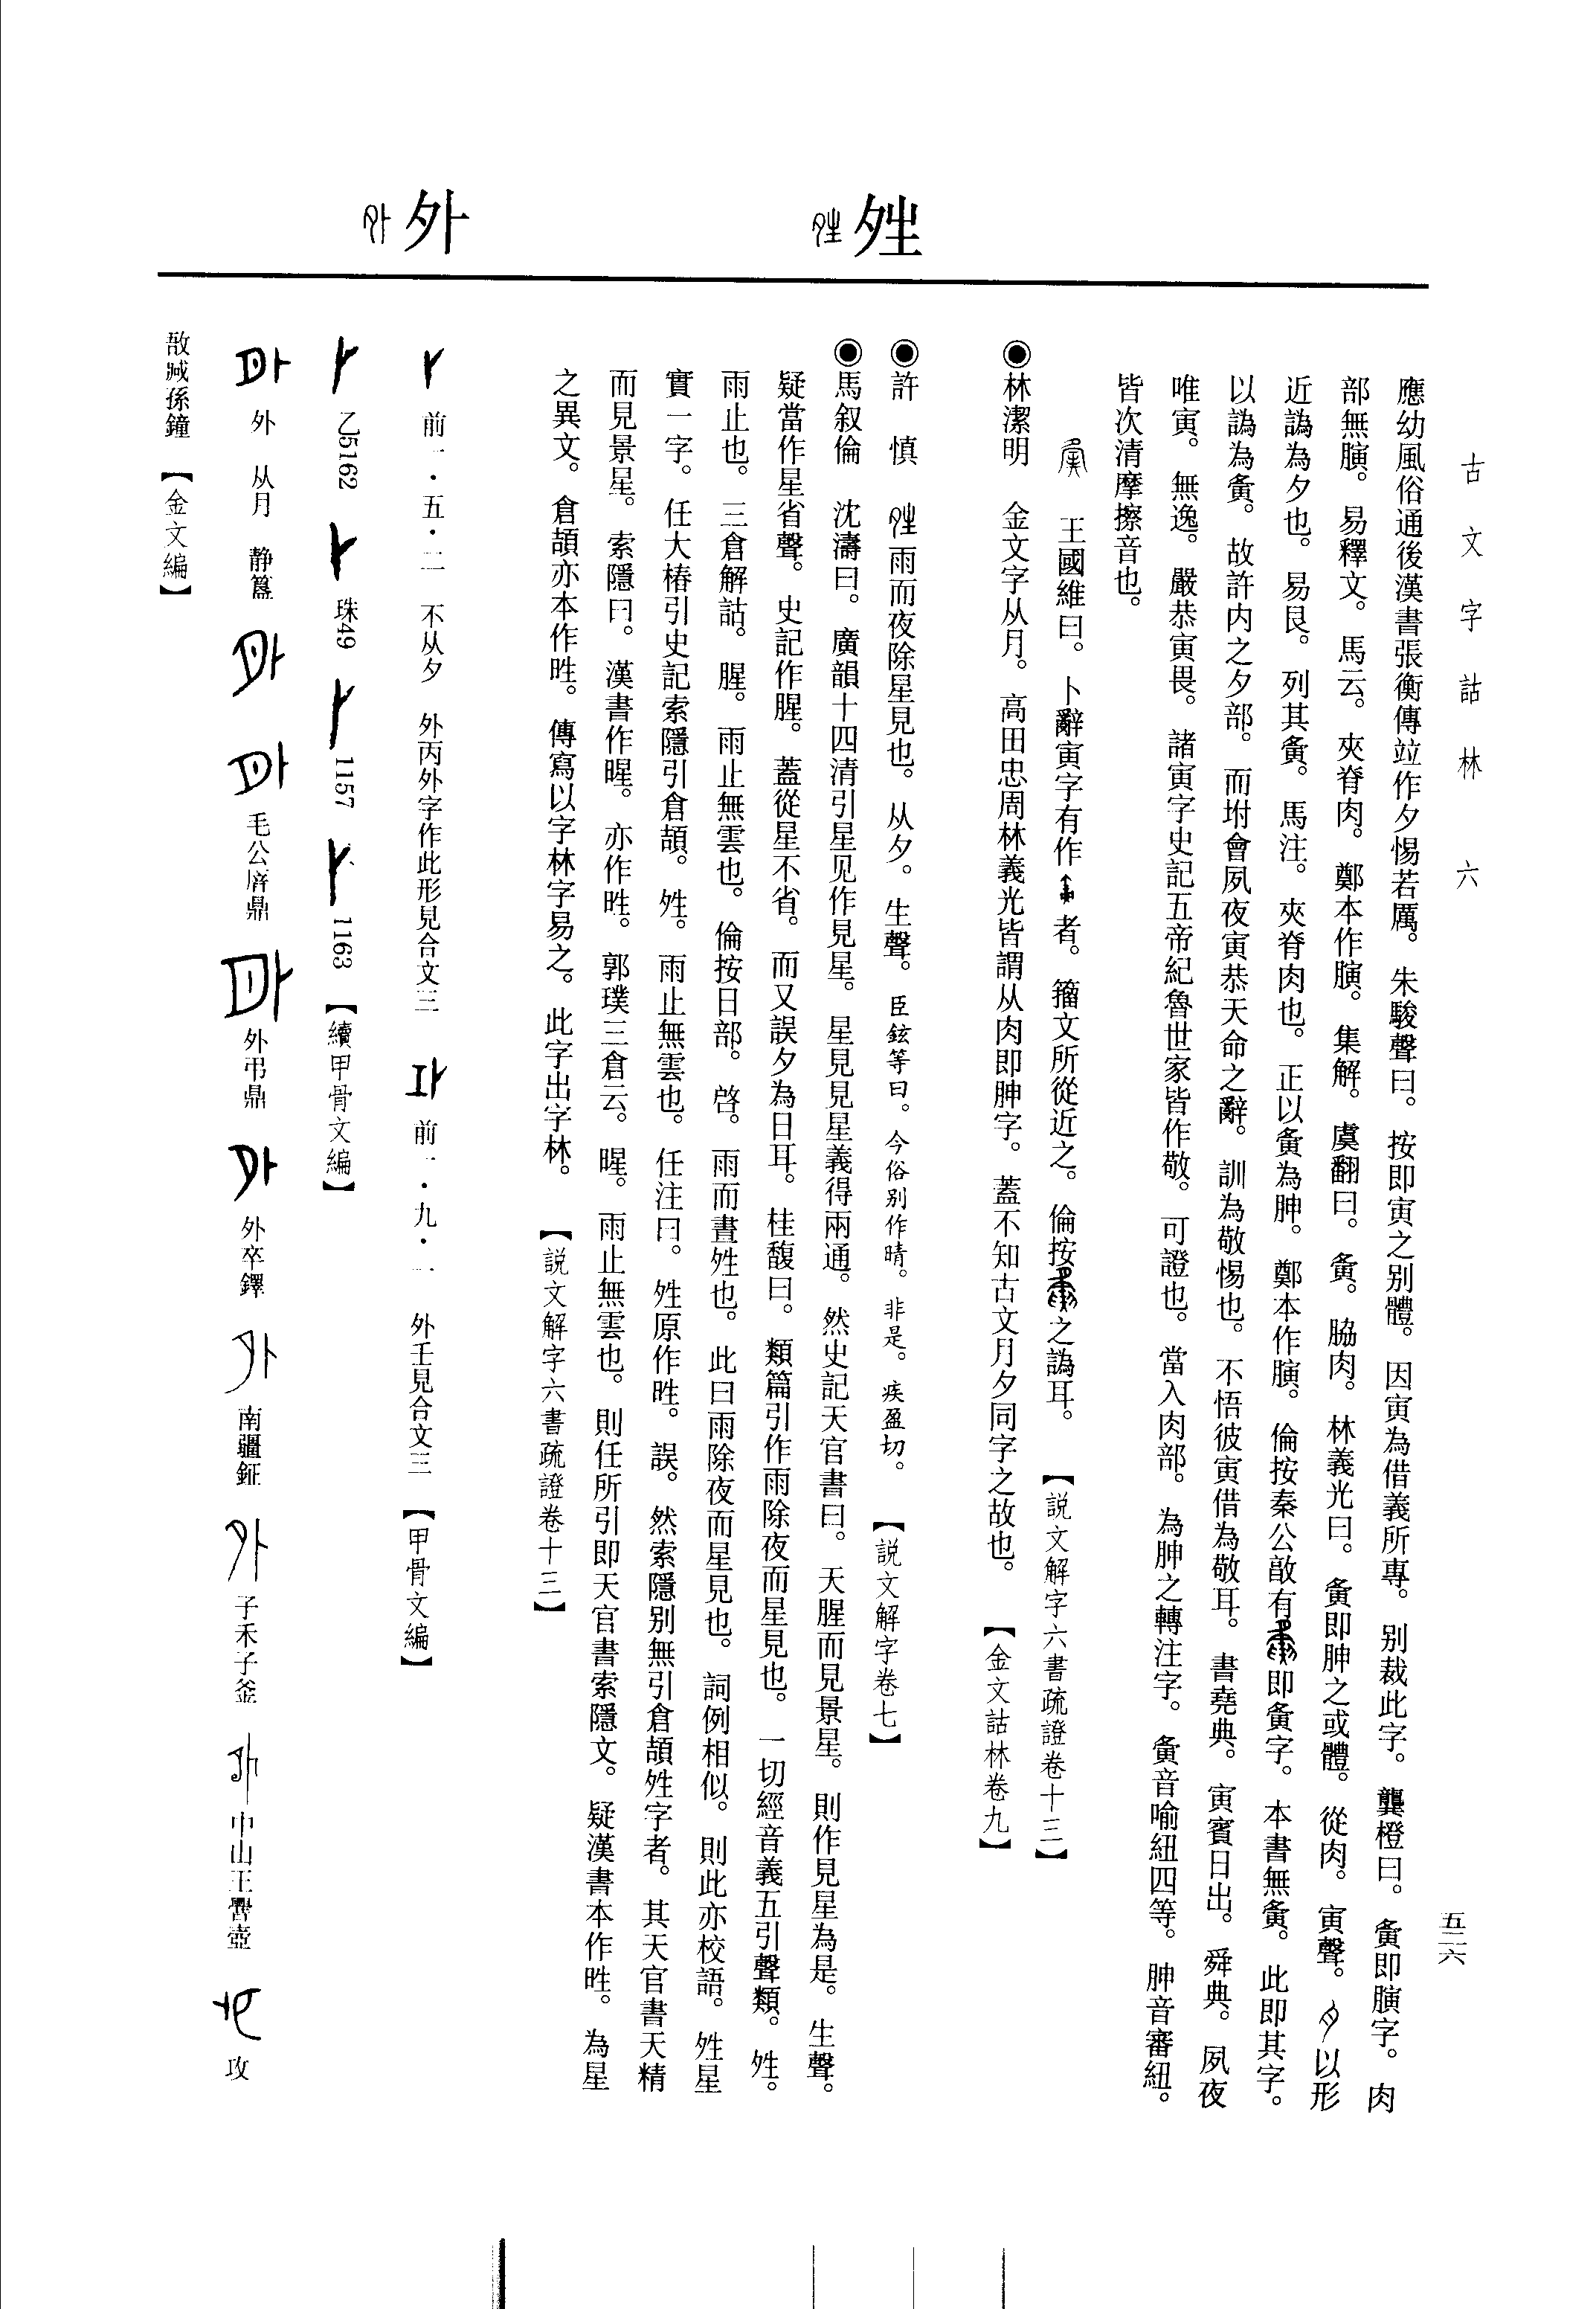 古文字詁林 六
五二六
應幼風俗通後漢書張衡傳竝作夕惕若厲。朱駿聲曰。按即寅之別體。因寅為借義所專。別裁此字。龔橙曰。夤即䐄字。肉
部無䐄。易釋文。馬云。夾脊肉。鄭本作䐄。集解。虞翻曰。夤。脇肉。林義光曰。夤即胂之或體。從肉。寅聲。以形
近譌為夕也。易艮。列其夤。馬注。夾脊肉也。正以夤為胂。鄭本作䐄。倫按秦公敦有即夤字。本書無夤。此即其字。
以譌為夤。故許內之夕部。而坿會夙夜寅恭天命之辭。訓為敬惕也。不悟彼寅借為敬耳。書堯典。寅賓日出。舜典。夙夜
唯寅。無逸。嚴恭寅畏。諸寅字史記五帝紀魯世家皆作敬。可證也。當入肉部。為胂之轉注字。夤音喻紐四等。胂音審紐。
皆次清摩擦音也。
王國維曰。卜辭寅字有作者。籀文所從近之。倫按之譌耳。【說文解字六書疏證卷十三】
◉林潔明 金文字从月。高田忠周林義光皆謂从肉即胂字。蓋不知古文月夕同字之故也。【金文詁林卷九】
夝
◉許 慎 雨而夜除星見也。从夕。生聲。臣鉉等曰。今俗別作晴。非是。疾盈切。【說文解字卷七】
◉馬叙倫 沈濤曰。廣韻十四清引星见作見星。星見見星義得兩通。然史記天官書曰。天腥而見景星。則作見星為是。生聲。
疑當作星省聲。史記作腥。蓋從星不省。而又誤夕為日耳。桂馥曰。類篇引作雨除夜而星見也。一切經音義五引聲類。夝。
雨止也。三倉解詁。腥。雨止無雲也。倫按日部。啓。雨而晝夝也。此曰雨除夜而星見也。詞例相似。則此亦校語。夝星
實一字。任大椿引史記索隱引倉頡。夝。雨止無雲也。任注曰。夝原作甠。誤。然索隱別無引倉頡夝字者。其天官書天精
而見景星。索隱曰。漢書作暒。亦作甠。郭璞三倉云。暒。雨止無雲也。則任所引即天官書索隱文。疑漢書本作甠。為星
之異文。倉頡亦本作甠。傳寫以字林字易之。此字出字林。【說文解字六書疏證卷十三】
外
前一·五·二 不从夕 外丙外字作此形見合文三 前一·九·一 外壬見合文三【甲骨文編】
乙5162 珠49 1157 1163【續甲骨文編】
外 从月 静簋 毛公㢈鼎 外弔鼎 外卒鐸 南疆鉦 子禾子釜 中山王壺 攻
敔臧孫鐘【金文編】